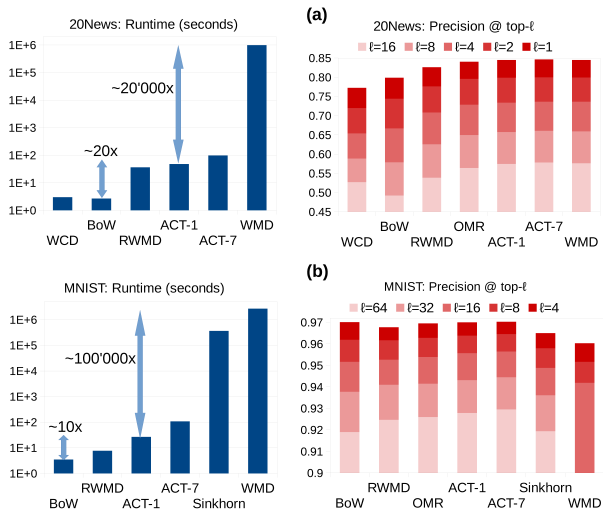 20News: Runtime (seconds)
1E+6
1E+5
1E+4
1E+3
1E+2
1E+1
1E+0
~20'000x
~20x
BoW
ACT-1
WMD
WCD
RWMD
ACT-7
(a)
20News: Precision @ top-ℓ
ℓ=16
ℓ=8
ℓ=4
ℓ=2
ℓ=1
0.85
0.80
0.75
0.70
0.65
0.60
0.55
0.50
0.45
BoW
OMR
ACT-7
WCD
RWMD
ACT-1
WMD
MNIST: Runtime (seconds)
1E+6
1E+5
1E+4
1E+3
1E+2
1E+1
1E+0
~100'000x
~10x
RWMD
ACT-7
WMD
BoW
ACT-1
Sinkhorn
(b)
MNIST: Precision @ top-ℓ
ℓ=64
ℓ=32
ℓ=16
ℓ=8
ℓ=4
0.97
0.96
0.95
0.94
0.93
0.92
0.91
0.9
RWMD
ACT-1
Sinkhorn
BoW
OMR
ACT-7
WMD